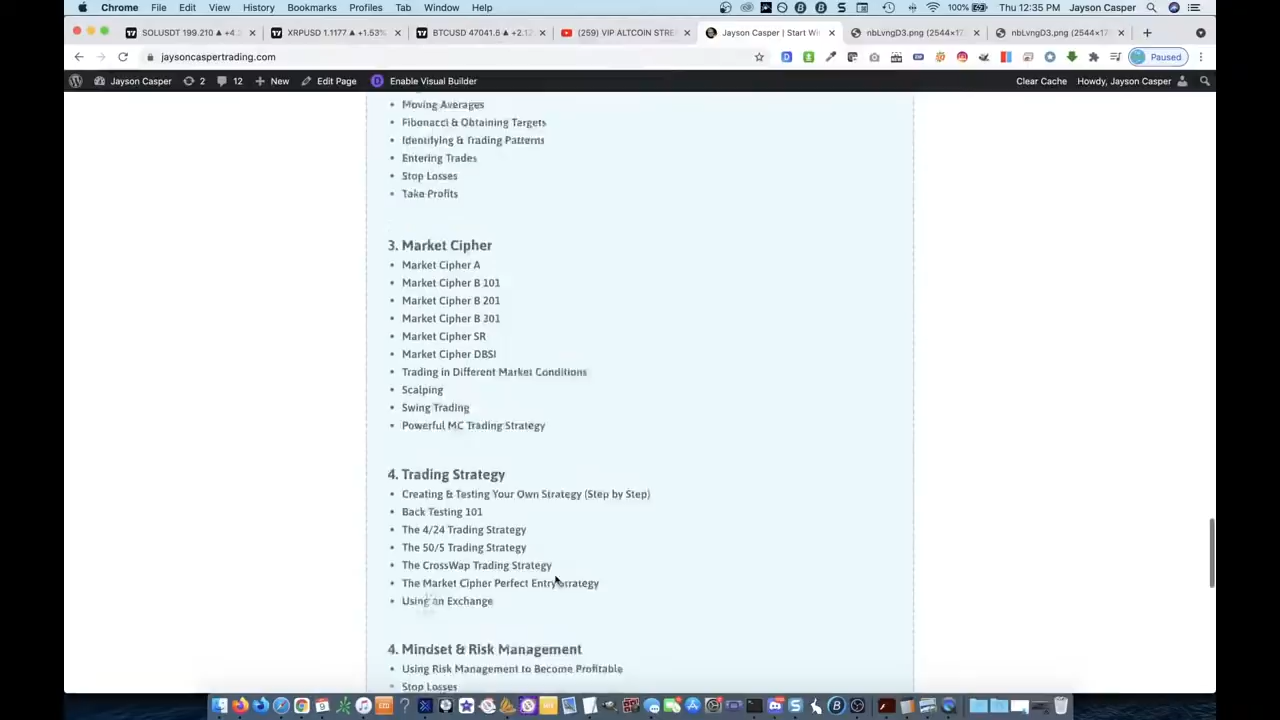 Chrome File Edit View History Bookmarks Profiles Tab Window Help 100% Thu 12:35 PM Jayson Casper
SOLUSDT 199.210 ▲ +4. XRPUSD 1.1177 ▲ +1.53% BTCUSD 47041.6 ▲ +2.1 (259) VIP ALTCOIN STRE Jayson Casper | Start Wi nbLvngD3.png (2544×17 nbLvngD3.png (2544×17
jaysoncaspertrading.com Paused
Jayson Casper 2 12 New Edit Page Enable Visual Builder Clear Cache Howdy, Jayson Casper
• Moving Averages
• Fibonacci & Obtaining Targets
• Identifying & Trading Patterns
• Entering Trades
• Stop Losses
• Take Profits
3. Market Cipher
• Market Cipher A
• Market Cipher B 101
• Market Cipher B 201
• Market Cipher B 301
• Market Cipher SR
• Market Cipher DBSI
• Trading in Different Market Conditions
• Scalping
• Swing Trading
• Powerful MC Trading Strategy
4. Trading Strategy
• Creating & Testing Your Own Strategy (Step by Step)
• Back Testing 101
• The 4/24 Trading Strategy
• The 50/5 Trading Strategy
• The CrossWap Trading Strategy
• The Market Cipher Perfect Entry Strategy
• Using an Exchange
4. Mindset & Risk Management
• Using Risk Management to Become Profitable
• Stop Losses